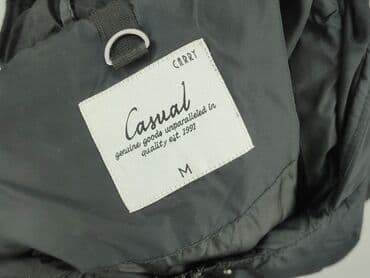 CARRY
Casual
genuine goods unparalleled in
quality est. 1991
M